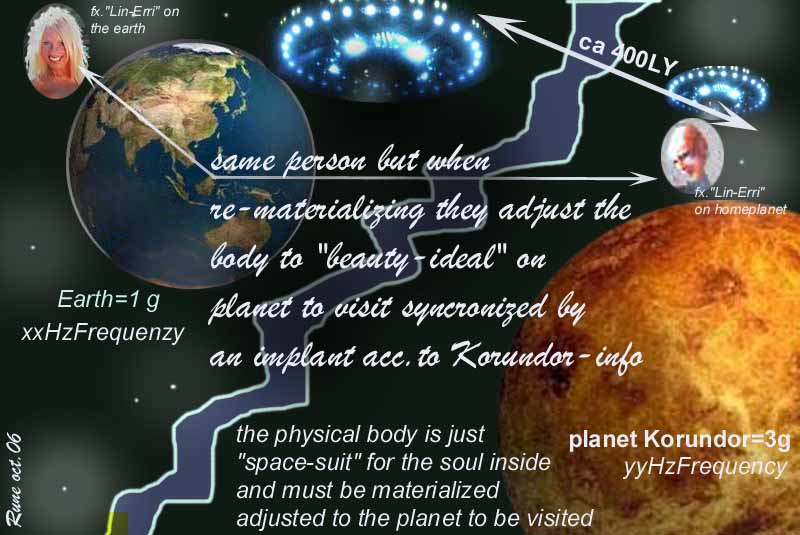 fx."Lin-Erri" on
the earth
ca 400LY
same person but when
re-materializing they adjust the
body to "beauty-ideal" on
planet to visit syncronized by
an implant acc.to Korundor-info
fx."Lin-Erri"
on homeplanet
Earth=1 g
xxHzFrequenzy
the physical body is just
"space-suit" for the soul inside
and must be materialized
adjusted to the planet to be visited
planet Korundor=3g
yyHzFrequency
Rune oct.06